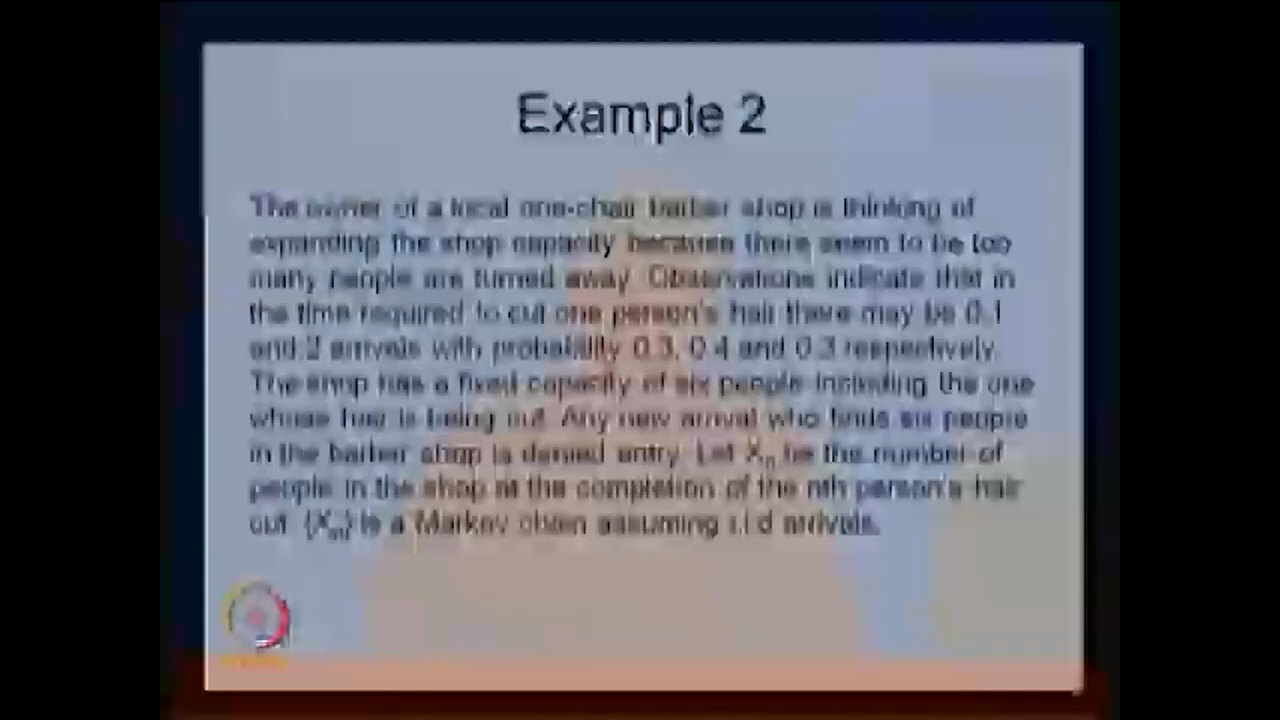 Example 2
The owner of a local one-chair barber shop is thinking of
expanding the shop capacity because there seem to be too
many people are turned away. Observations indicate that in
the time required to cut one person's hair there may be 0,1
and 2 arrivals with probability 0.3, 0.4 and 0.3 respectively.
The shop has a fixed capacity of six people including the one
whose hair is being cut. Any new arrival who finds six people
in the barber shop is denied entry. Let Xₙ be the number of
people in the shop at the completion of the nth person's hair
cut. {Xₙ} is a Markov chain assuming i.i.d arrivals.